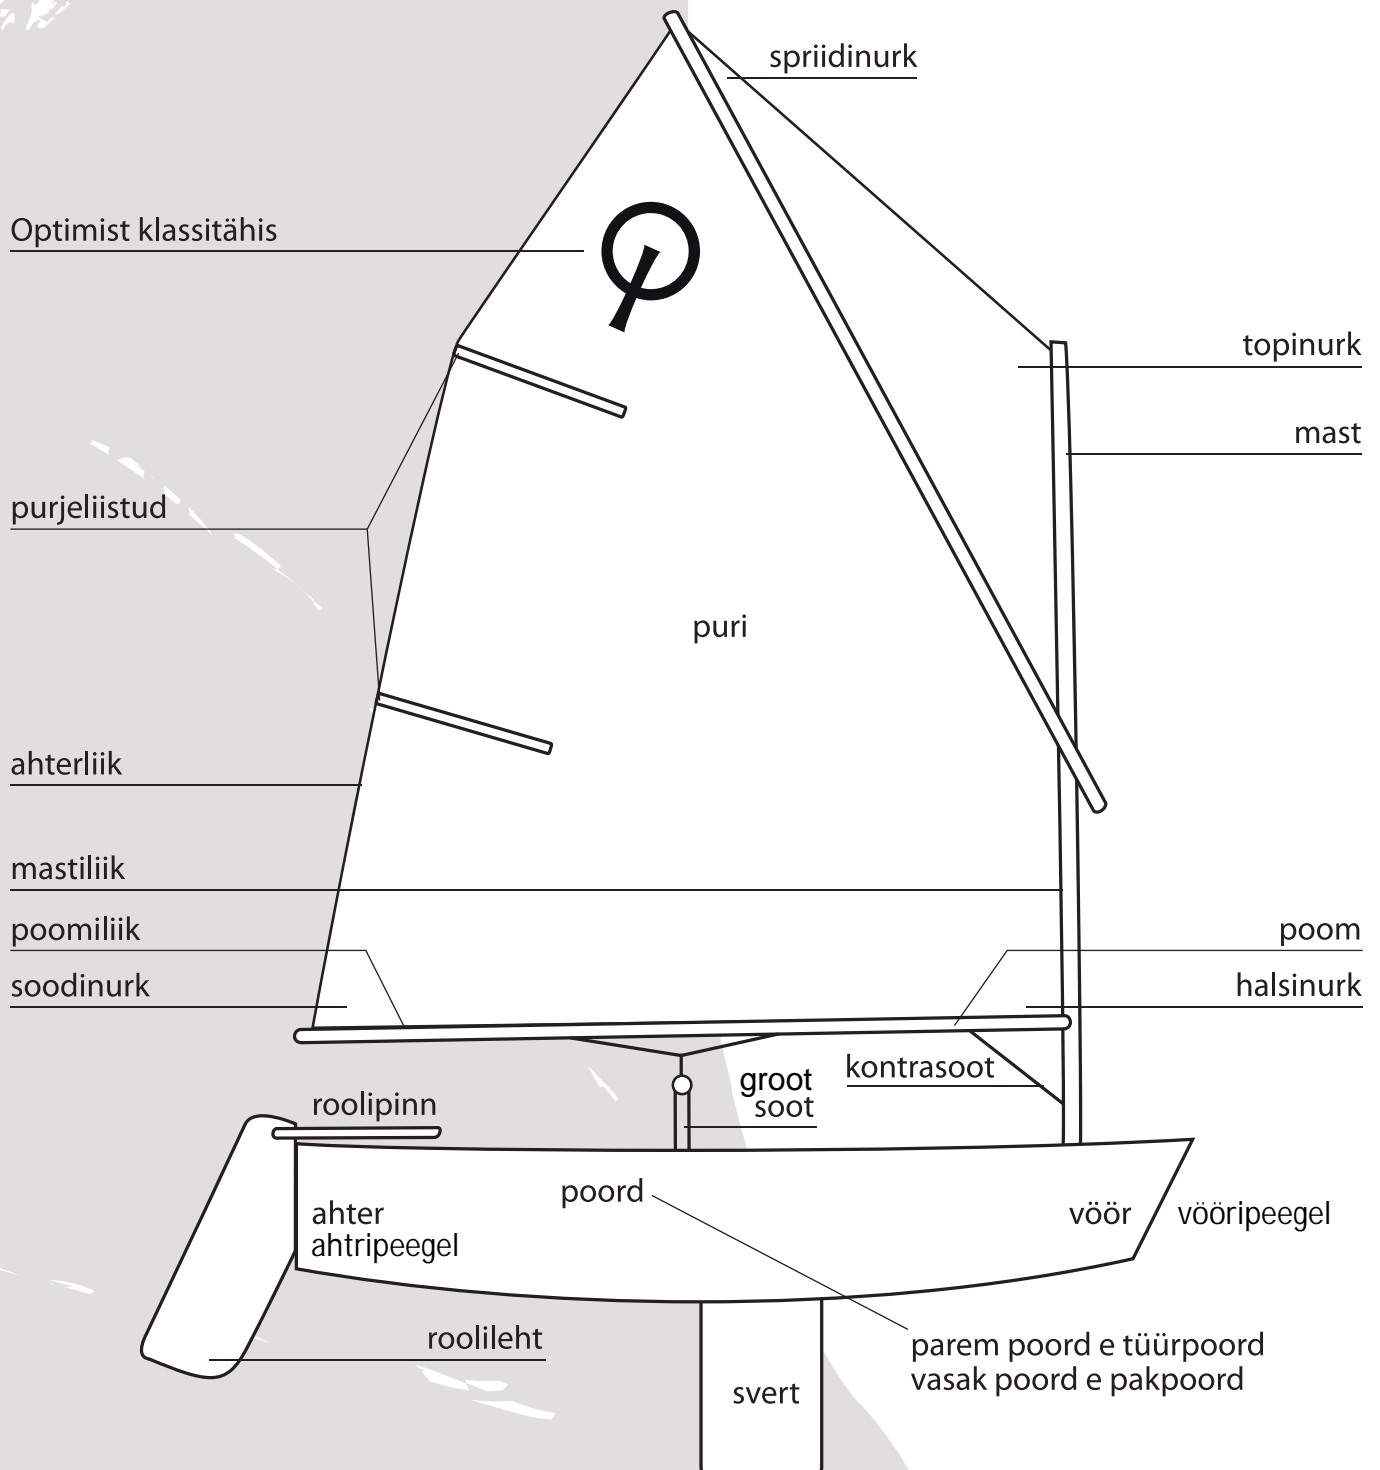 spriidinurk
Optimist klassitähis
topinurk
mast
purjeliistud
puri
ahterliik
mastiliik
poomiliik
poom
soodinurk
halsinurk
kontrasoot
groot
soot
roolipinn
poord
ahter
ahtripeegel
vöör
vööripeegel
roolileht
parem poord e tüürpoord
vasak poord e pakpoord
svert